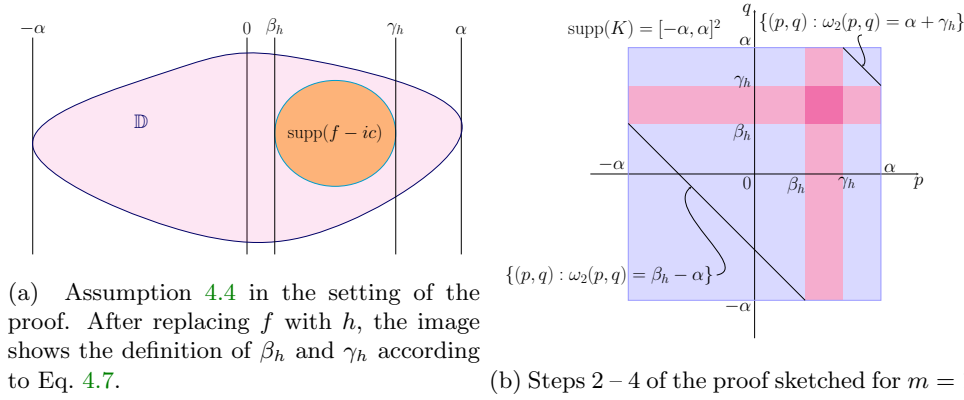 −α 0 β_h γ_h α
𝔻
supp(f − ic)
(a) Assumption 4.4 in the setting of the
proof. After replacing f with h, the image
shows the definition of β_h and γ_h according
to Eq. 4.7.
q
supp(K) = [−α, α]²
{(p, q) : ω₂(p, q) = α + γ_h}
α
γ_h
β_h
−α
0
β_h
γ_h
α
p
{(p, q) : ω₂(p, q) = β_h − α}
−α
(b) Steps 2 – 4 of the proof sketched for m =